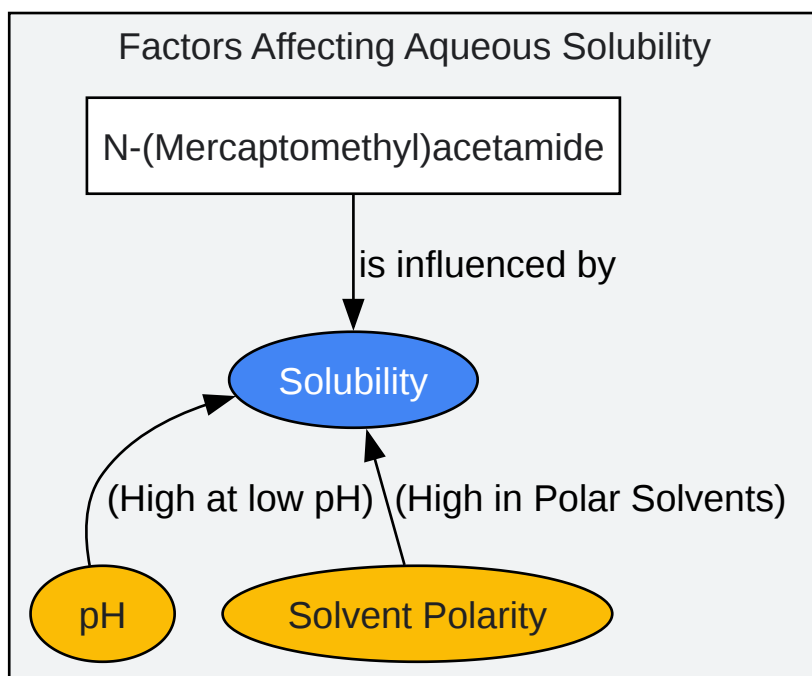 Factors Affecting Aqueous Solubility
N-(Mercaptomethyl)acetamide
is influenced by
Solubility
(High at low pH)
(High in Polar Solvents)
pH
Solvent Polarity